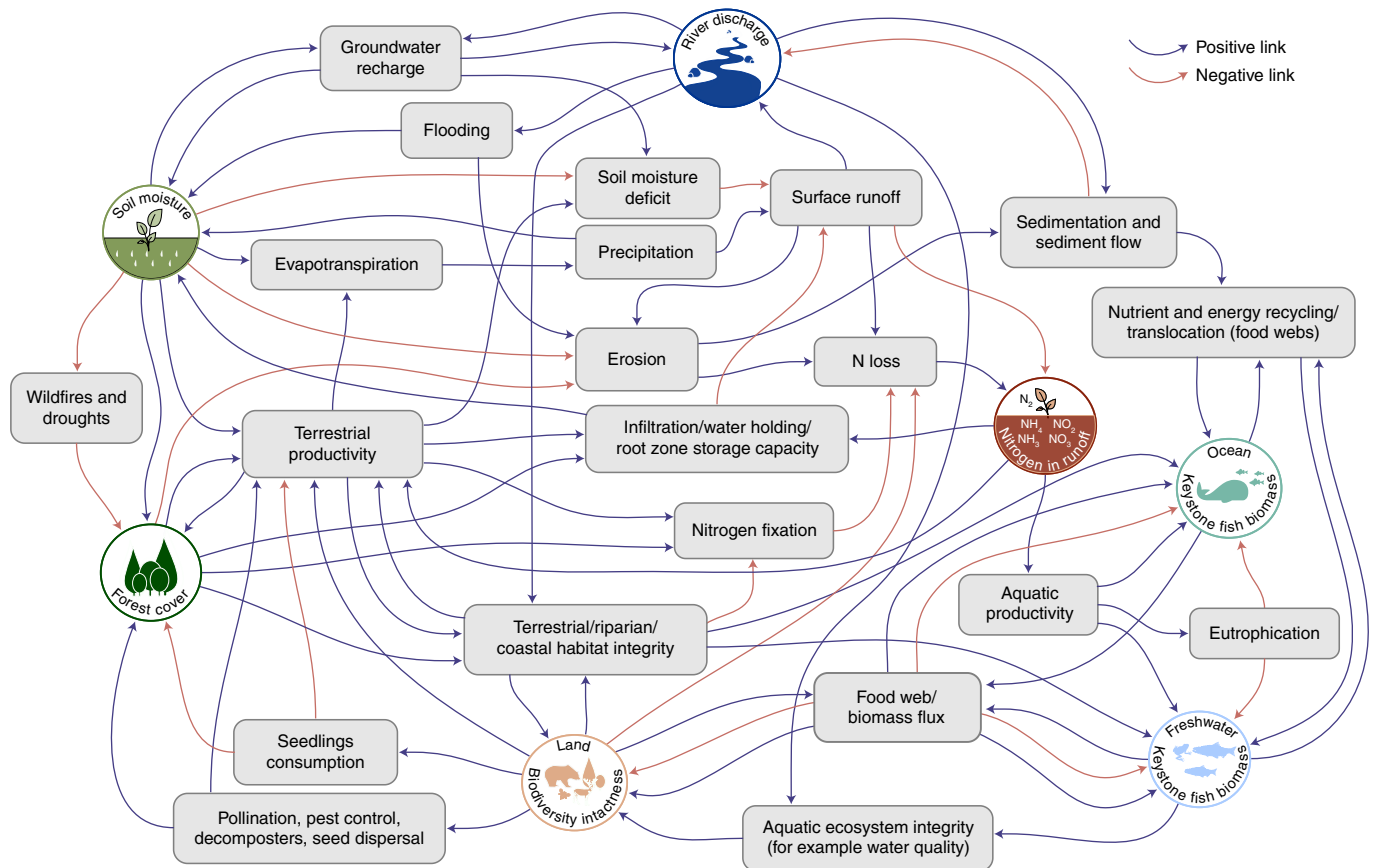 Groundwater
recharge
River discharge
Positive link
Negative link
Flooding
Soil moisture
Soil moisture
deficit
Surface runoff
Sedimentation and
sediment flow
Precipitation
Evapotranspiration
Nutrient and energy recycling/
translocation (food webs)
Erosion
N loss
Wildfires and
droughts
N2
NH4 NO2
NH3 NO3
Nitrogen in runoff
Terrestrial
productivity
Infiltration/water holding/
root zone storage capacity
Ocean
Keystone fish biomass
Nitrogen fixation
Forest cover
Aquatic
productivity
Eutrophication
Terrestrial/riparian/
coastal habitat integrity
Food web/
biomass flux
Freshwater
Keystone fish biomass
Seedlings
consumption
Land
Biodiversity intactness
Pollination, pest control,
decomposters, seed dispersal
Aquatic ecosystem integrity
(for example water quality)